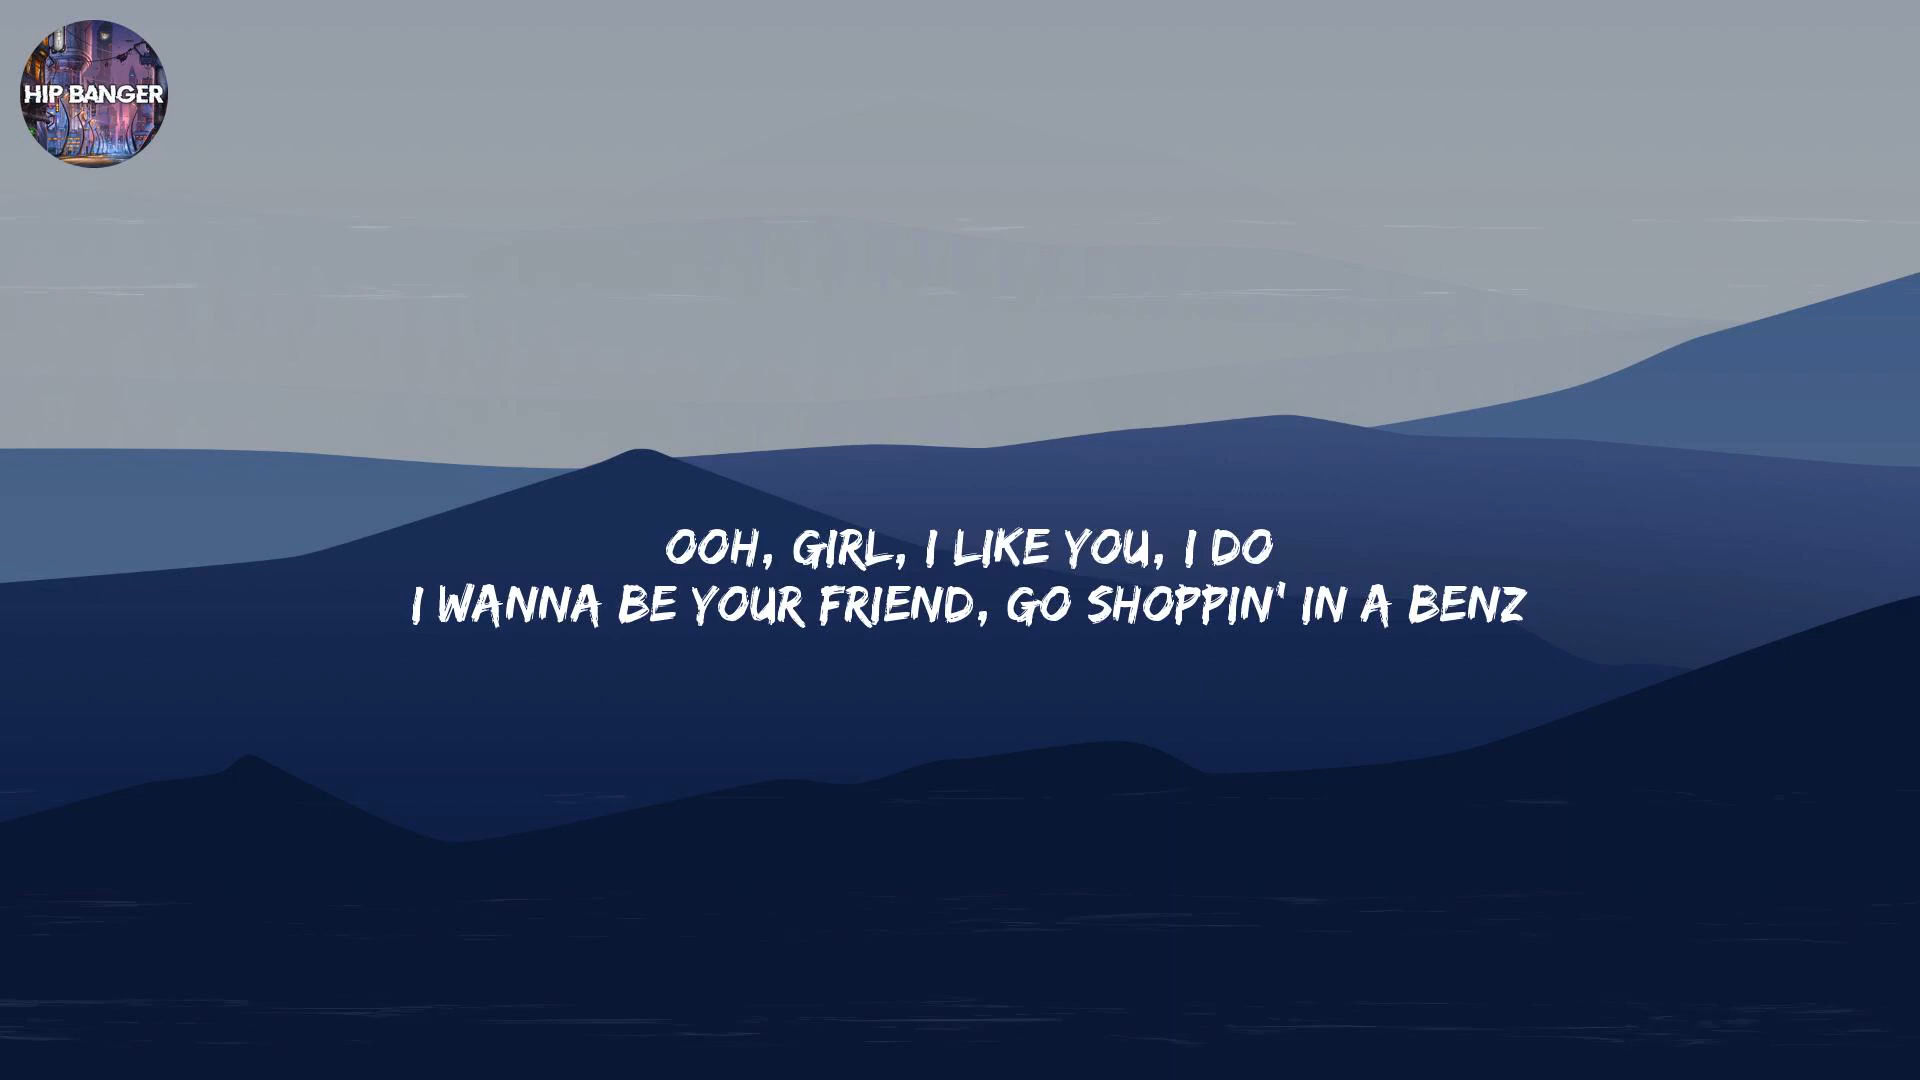 HIP BANGER
OOH, GIRL, I LIKE YOU, I DO
I WANNA BE YOUR FRIEND, GO SHOPPIN' IN A BENZ